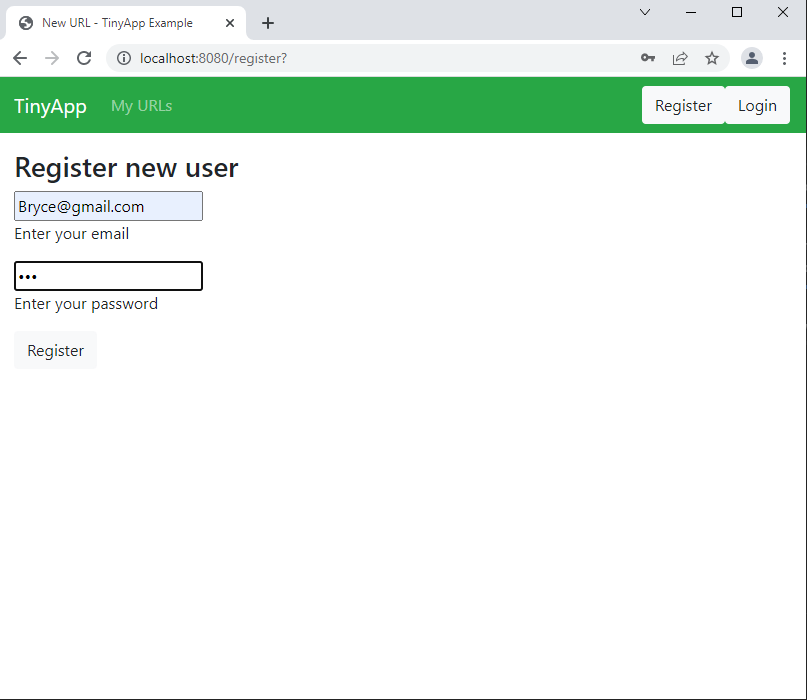 New URL - TinyApp Example
localhost:8080/register?
TinyApp My URLs Register Login
Register new user
Bryce@gmail.com
Enter your email
•••
Enter your password
Register